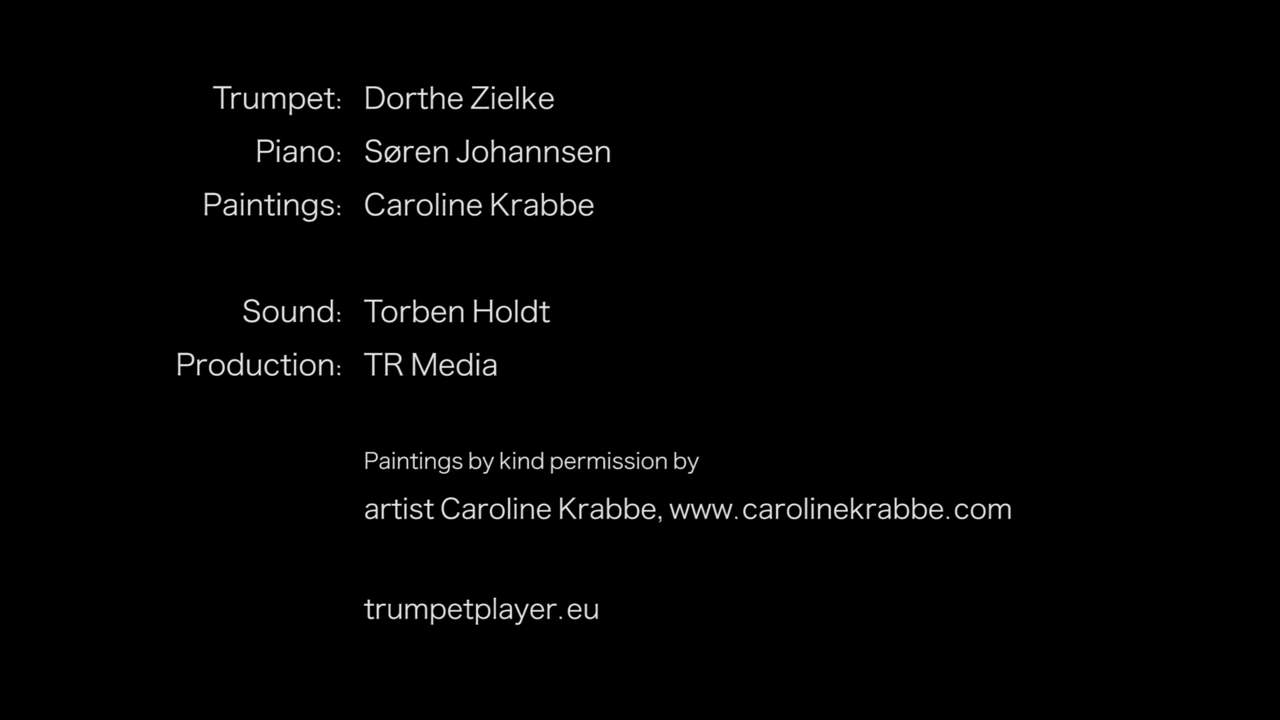 Trumpet: Dorthe Zielke
Piano: Søren Johannsen
Paintings: Caroline Krabbe
Sound: Torben Holdt
Production: TR Media
Paintings by kind permission by
artist Caroline Krabbe, www.carolinekrabbe.com
trumpetplayer.eu